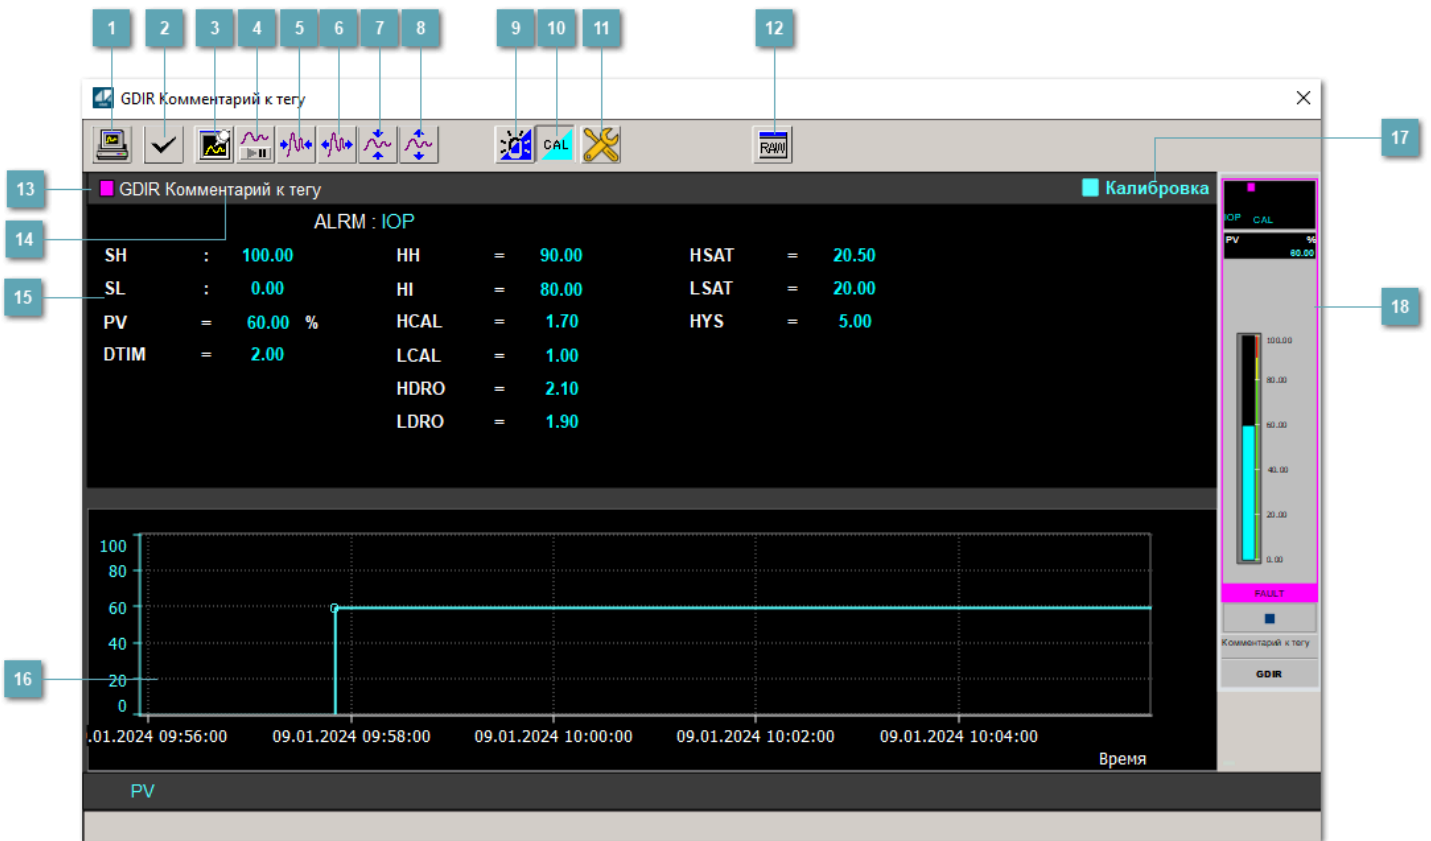 1 2 3 4 5 6 7 8 9 10 11 12
GDIR Комментарий к тегу
CAL
RAW
17
13
GDIR Комментарий к тегу
Калибровка
14
ALRM : IOP
15
SH : 100.00 HH = 90.00 HSAT = 20.50
SL : 0.00 HI = 80.00 LSAT = 20.00
PV = 60.00 % HCAL = 1.70 HYS = 5.00
DTIM = 2.00 LCAL = 1.00
HDRO = 2.10
LDRO = 1.90
IOP CAL
PV %
60.00
18
100.00
80.00
60.00
40.00
20.00
0.00
FAULT
Комментарий к тегу
GDIR
16
100
80
60
40
20
0
.01.2024 09:56:00 09.01.2024 09:58:00 09.01.2024 10:00:00 09.01.2024 10:02:00 09.01.2024 10:04:00
Время
PV